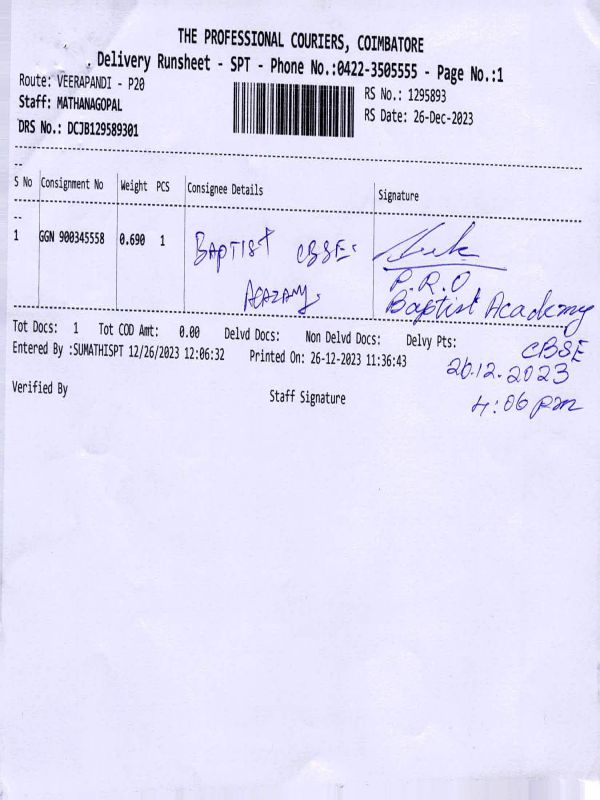 THE PROFESSIONAL COURIERS, COIMBATORE
Delivery Runsheet - SPT - Phone No.:0422-3505555 - Page No.:1
Route: VEERAPANDI - P20
RS No.: 1295893
Staff: MATHANAGOPAL
RS Date: 26-Dec-2023
DRS No.: DCJB129589301
S No Consignment No Weight PCS Consignee Details Signature
1 GGN 900345558 0.690 1 BAPTIST CBSE
P.R.O
Baptist Academy
CBSE
26.12.2023
4:06 pm
Tot Docs: 1 Tot COD Amt: 0.00 Delvd Docs: Non Delvd Docs: Delvy Pts:
Entered By :SUMATHISPT 12/26/2023 12:06:32 Printed On: 26-12-2023 11:36:43
Verified By Staff Signature